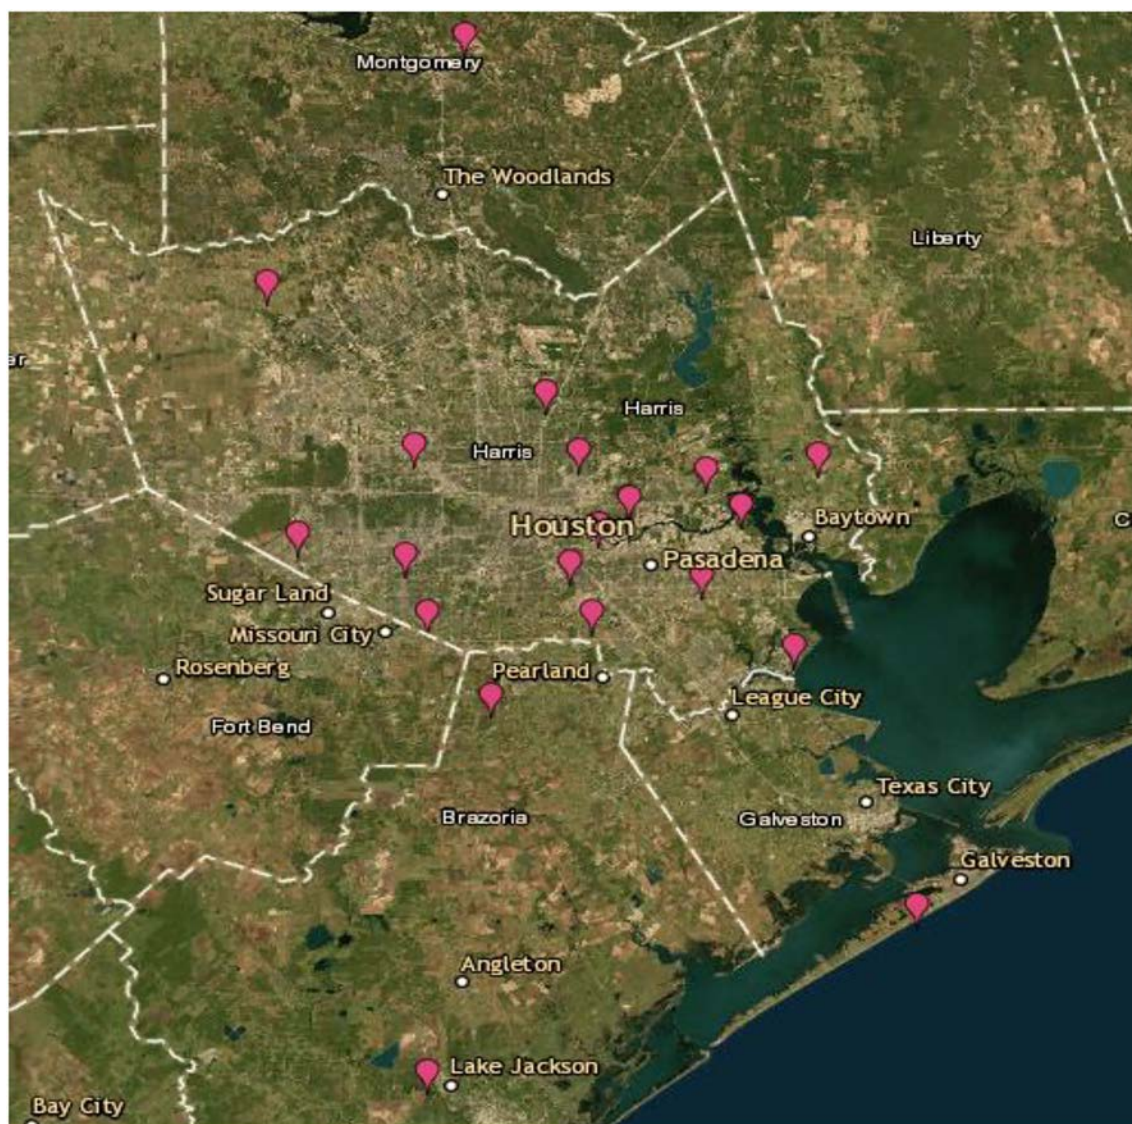 Montgomery
The Woodlands
Liberty
er
Harris
Harris
Houston
Baytown
C
Pasadena
Sugar Land
Missouri City
Rosenberg
Pearland
League City
Fort Bend
Texas City
Brazoria
Galveston
Galveston
Angleton
Lake Jackson
Bay City